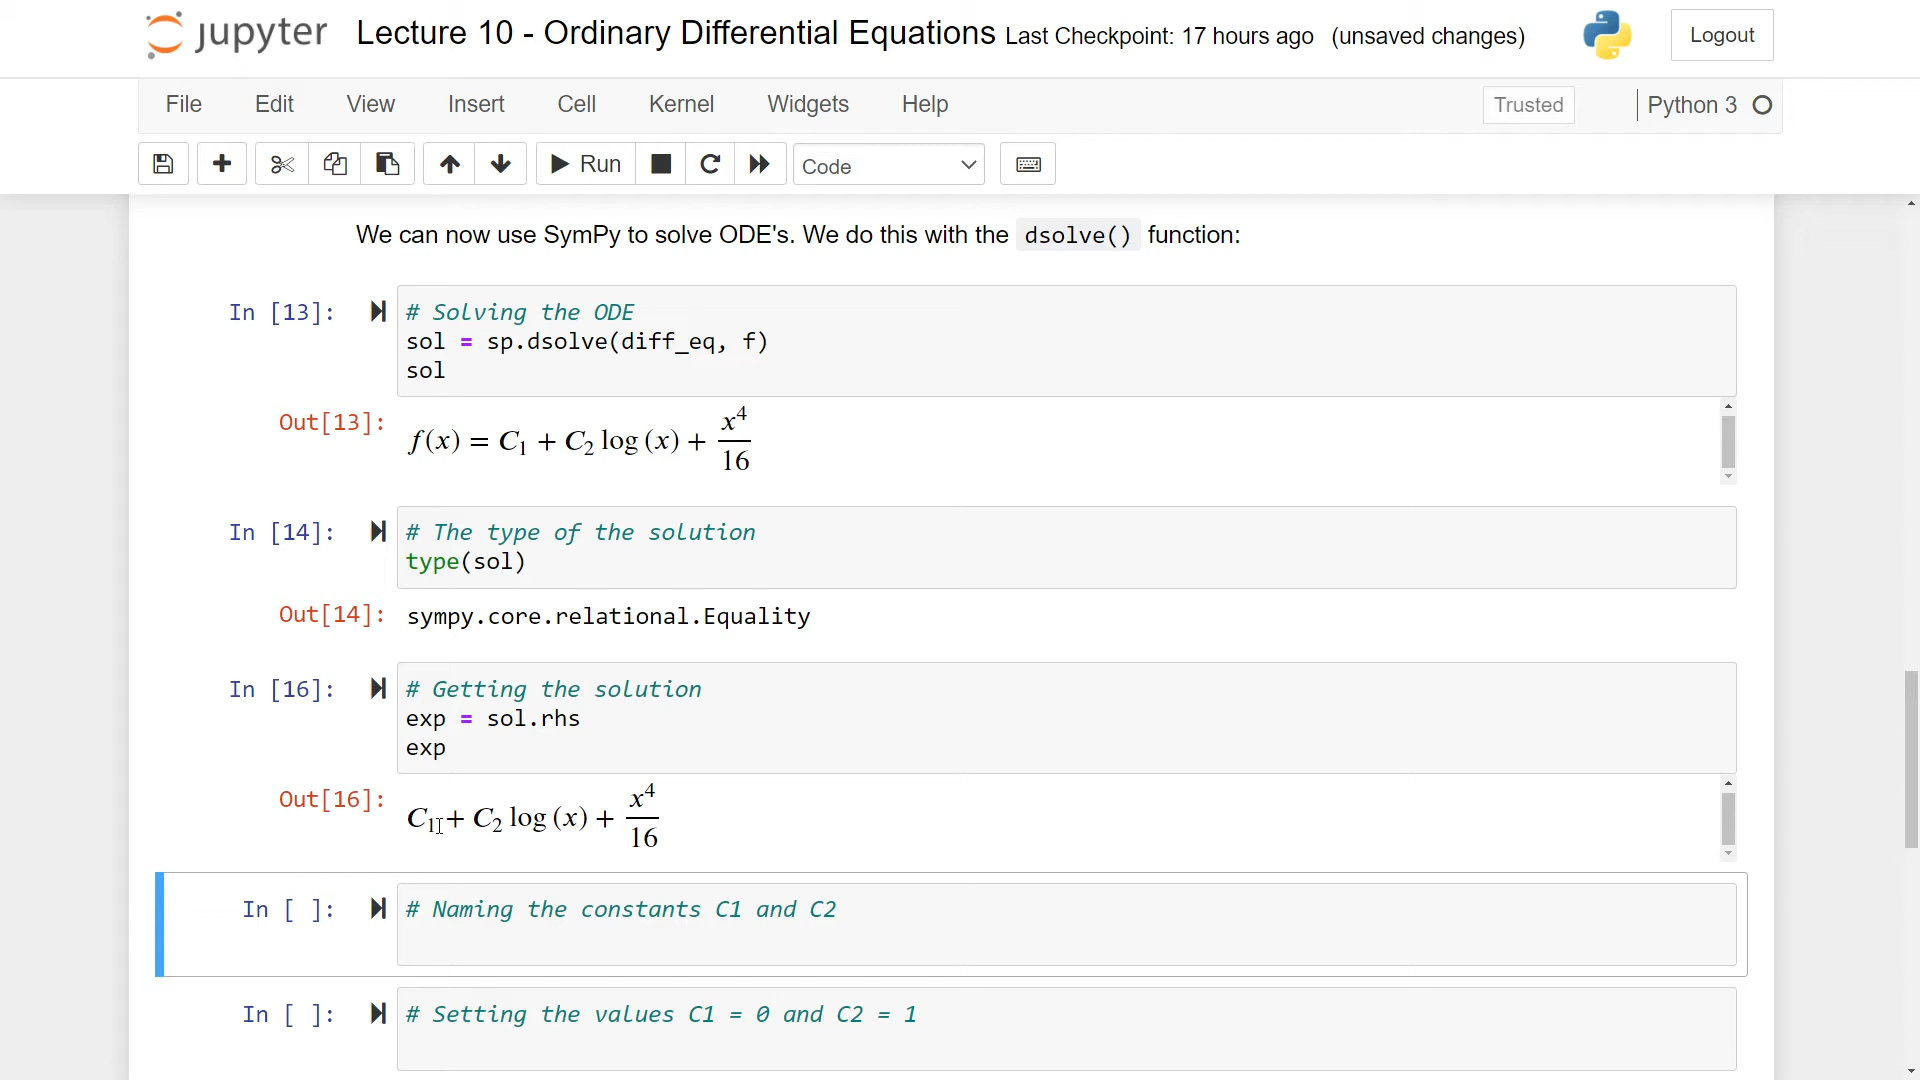 jupyter Lecture 10 - Ordinary Differential Equations Last Checkpoint: 17 hours ago (unsaved changes) Logout
File Edit View Insert Cell Kernel Widgets Help Trusted Python 3
Run Code
We can now use SymPy to solve ODE's. We do this with the dsolve() function:
In [13]: # Solving the ODE
sol = sp.dsolve(diff_eq, f)
sol
Out[13]: f(x) = C₁ + C₂ log (x) + x⁴/16
In [14]: # The type of the solution
type(sol)
Out[14]: sympy.core.relational.Equality
In [16]: # Getting the solution
exp = sol.rhs
exp
Out[16]: C₁ + C₂ log (x) + x⁴/16
In [ ]: # Naming the constants C1 and C2
In [ ]: # Setting the values C1 = 0 and C2 = 1